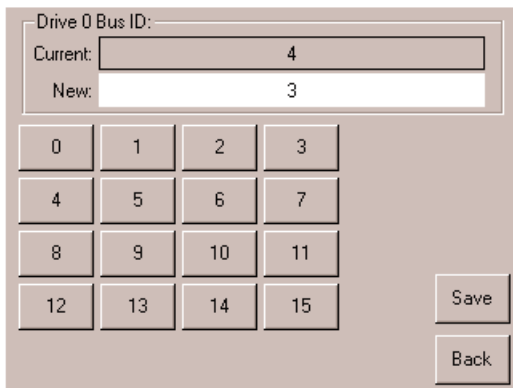 Drive 0 Bus ID:
Current: 4
New: 3
0 1 2 3
4 5 6 7
8 9 10 11
12 13 14 15
Save
Back